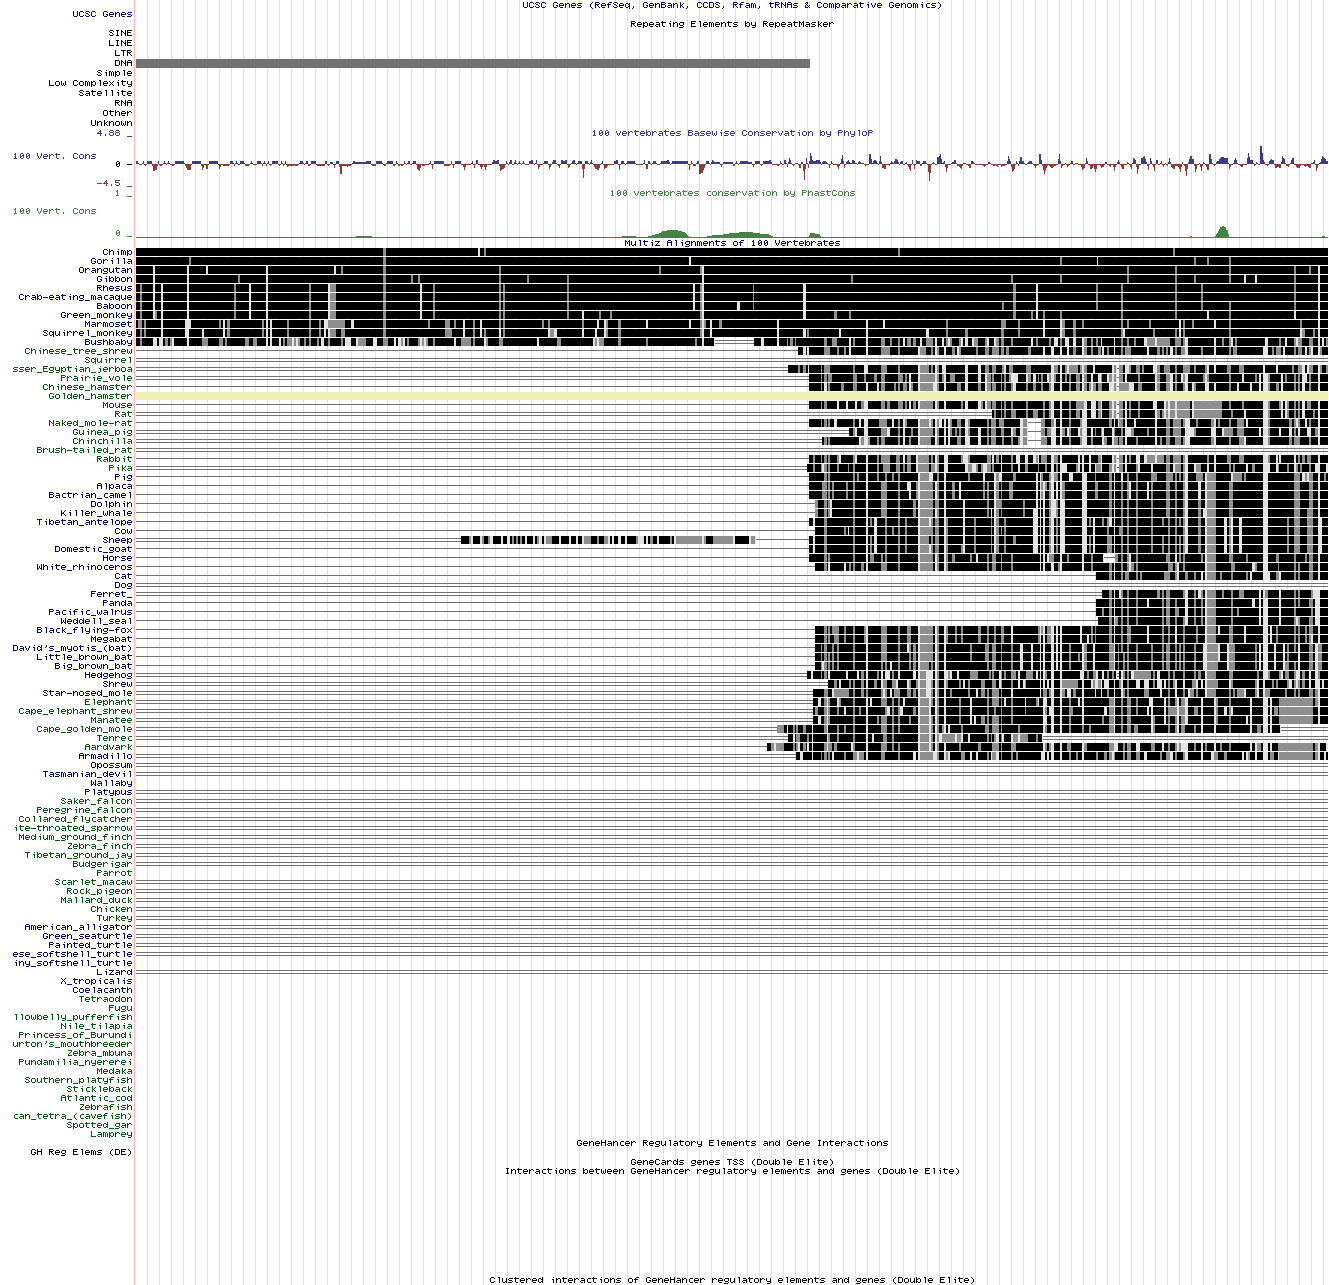 UCSC Genes (RefSeq, GenBank, CCDS, Rfam, tRNAs & Comparative Genomics)
UCSC Genes
Repeating Elements by RepeatMasker
SINE
LINE
LTR
DNA
Simple
Low Complexity
Satellite
RNA
Other
Unknown
100 vertebrates Basewise Conservation by PhyloP
4.88 _
100 Vert. Cons
0 _
-4.5 _
100 vertebrates conservation by PhastCons
1 _
100 Vert. Cons
0 _
Multiz Alignments of 100 Vertebrates
Chimp
Gorilla
Orangutan
Gibbon
Rhesus
Crab-eating_macaque
Baboon
Green_monkey
Marmoset
Squirrel_monkey
Bushbaby
Chinese_tree_shrew
Squirrel
sser_Egyptian_jerboa
Prairie_vole
Chinese_hamster
Golden_hamster
Mouse
Rat
Naked_mole-rat
Guinea_pig
Chinchilla
Brush-tailed_rat
Rabbit
Pika
Pig
Alpaca
Bactrian_camel
Dolphin
Killer_whale
Tibetan_antelope
Cow
Sheep
Domestic_goat
Horse
White_rhinoceros
Cat
Dog
Ferret_
Panda
Pacific_walrus
Weddell_seal
Black_flying-fox
Megabat
David's_myotis_(bat)
Little_brown_bat
Big_brown_bat
Hedgehog
Shrew
Star-nosed_mole
Elephant
Cape_elephant_shrew
Manatee
Cape_golden_mole
Tenrec
Aardvark
Armadillo
Opossum
Tasmanian_devil
Wallaby
Platypus
Saker_falcon
Peregrine_falcon
Collared_flycatcher
ite-throated_sparrow
Medium_ground_finch
Zebra_finch
Tibetan_ground_jay
Budgerigar
Parrot
Scarlet_macaw
Rock_pigeon
Mallard_duck
Chicken
Turkey
American_alligator
Green_seaturtle
Painted_turtle
ese_softshell_turtle
iny_softshell_turtle
Lizard
X_tropicalis
Coelacanth
Tetraodon
Fugu
llowbelly_pufferfish
Nile_tilapia
Princess_of_Burundi
urton's_mouthbreeder
Zebra_mbuna
Pundamilia_nyererei
Medaka
Southern_platyfish
Stickleback
Atlantic_cod
Zebrafish
can_tetra_(cavefish)
Spotted_gar
Lamprey
GeneHancer Regulatory Elements and Gene Interactions
GH Reg Elems (DE)
GeneCards genes TSS (Double Elite)
Interactions between GeneHancer regulatory elements and genes (Double Elite)
Clustered interactions of GeneHancer regulatory elements and genes (Double Elite)